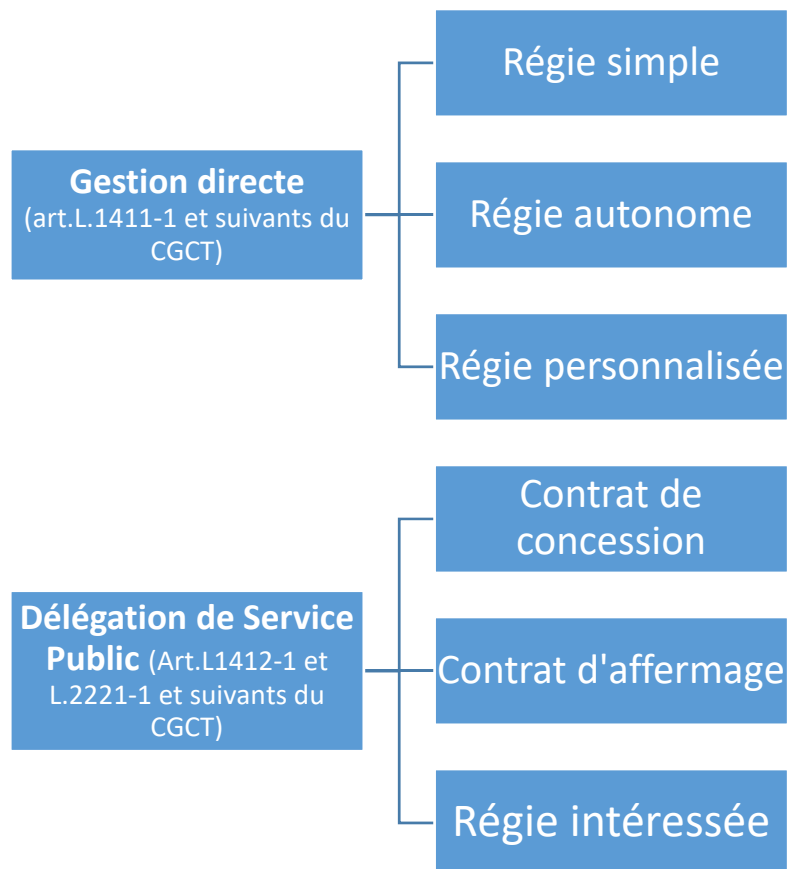 Gestion directe
(art.L.1411-1 et suivants du
CGCT)
Régie simple
Régie autonome
Régie personnalisée
Délégation de Service
Public (Art.L1412-1 et
L.2221-1 et suivants du
CGCT)
Contrat de
concession
Contrat d'affermage
Régie intéressée